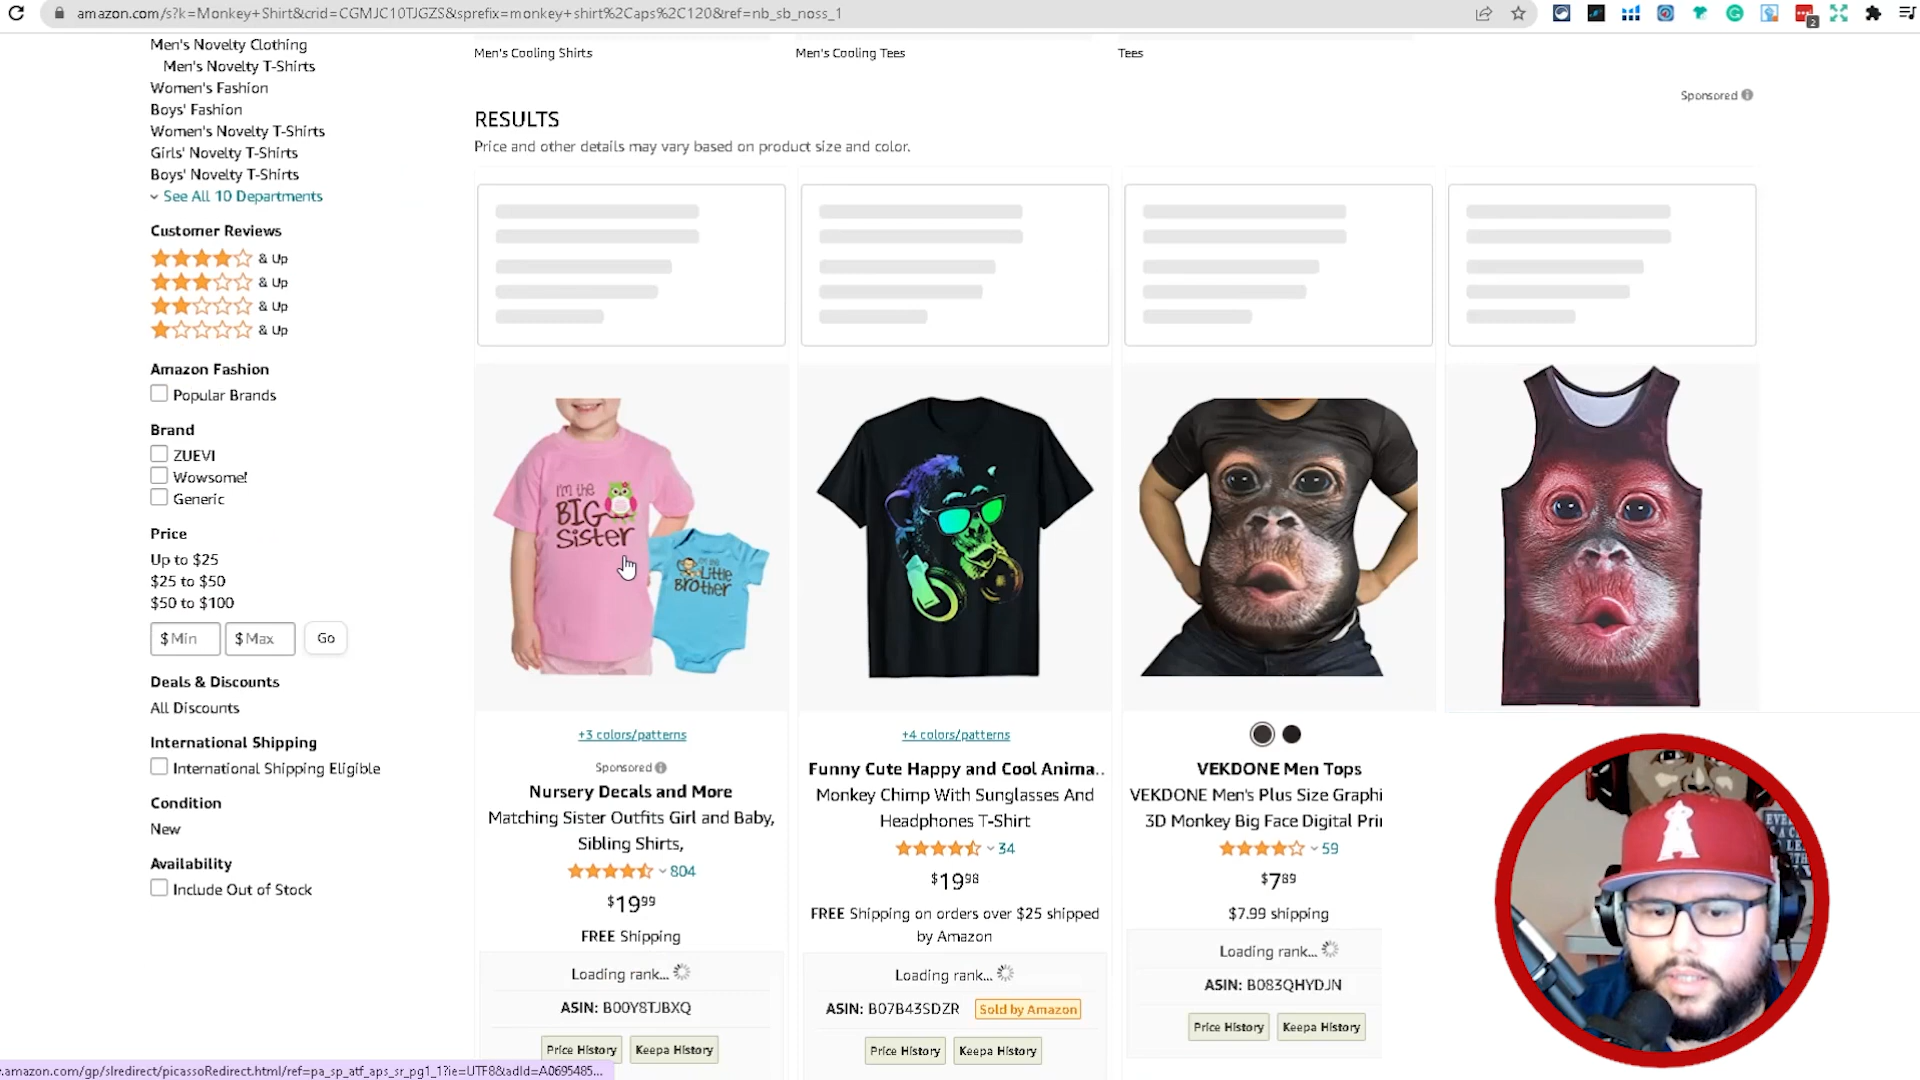 amazon.com/s?k=Monkey+Shirt&crid=CGMJC10TJGZS&sprefix=monkey+shirt%2Caps%2C120&ref=nb_sb_noss_1
2
Men's Novelty Clothing
Men's Novelty T-Shirts
Women's Fashion
Boys' Fashion
Women's Novelty T-Shirts
Girls' Novelty T-Shirts
Boys' Novelty T-Shirts
See All 10 Departments
Customer Reviews
& Up
& Up
& Up
& Up
Amazon Fashion
Popular Brands
Brand
ZUEVI
Wowsome!
Generic
Price
Up to $25
$25 to $50
$50 to $100
$ Min
$ Max
Go
Deals & Discounts
All Discounts
International Shipping
International Shipping Eligible
Condition
New
Availability
Include Out of Stock
Men's Cooling Shirts
Men's Cooling Tees
Tees
Sponsored
RESULTS
Price and other details may vary based on product size and color.
I'm the
BIG
Sister
I'm the
Little
Brother
+3 colors/patterns
Sponsored
Nursery Decals and More
Matching Sister Outfits Girl and Baby,
Sibling Shirts,
804
$19.99
FREE Shipping
Loading rank...
ASIN: B00Y8TJBXQ
Price History
Keepa History
+4 colors/patterns
Funny Cute Happy and Cool Anima..
Monkey Chimp With Sunglasses And
Headphones T-Shirt
34
$19.98
FREE Shipping on orders over $25 shipped
by Amazon
Loading rank...
ASIN: B07B43SDZR
Sold by Amazon
Price History
Keepa History
VEKDONE Men Tops
VEKDONE Men's Plus Size Graphi
3D Monkey Big Face Digital Prin
59
$7.89
$7.99 shipping
Loading rank...
ASIN: B083QHYDJN
Price History
Keepa History
A
.amazon.com/gp/slredirect/picassoRedirect.html/ref=pa_sp_atf_aps_sr_pg1_1?ie=UTF8&adId=A0695485...